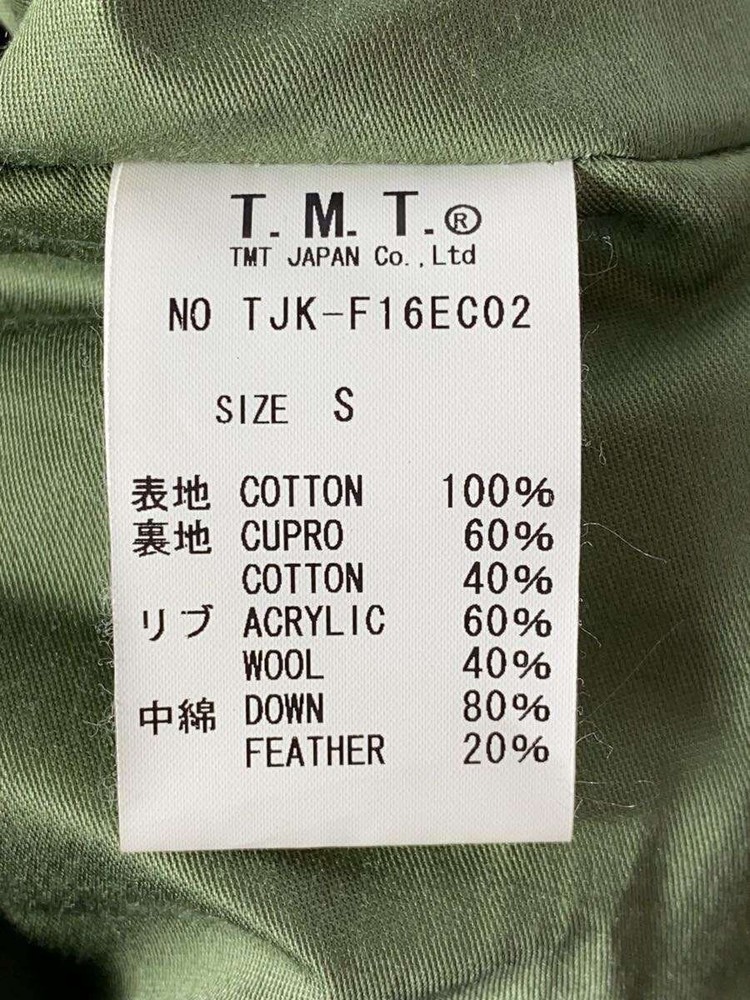 T.M.T.®
TMT JAPAN Co.,Ltd
NO TJK-F16EC02
SIZE S
表地 COTTON 100%
裏地 CUPRO 60%
COTTON 40%
リブ ACRYLIC 60%
WOOL 40%
中綿 DOWN 80%
FEATHER 20%